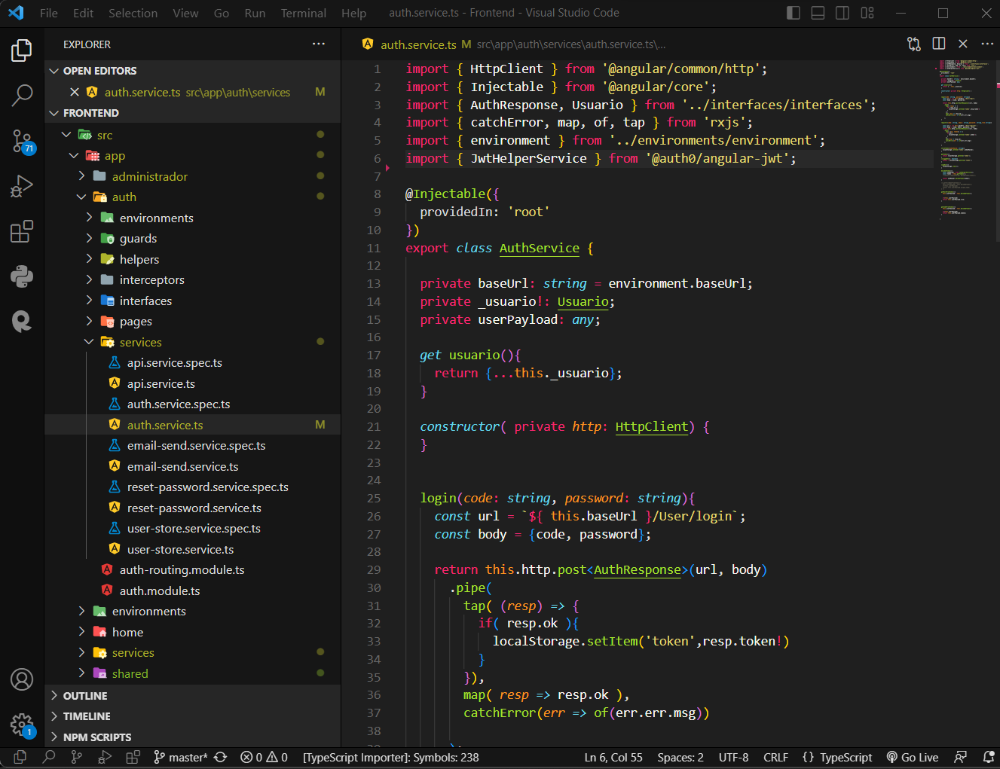 File Edit Selection View Go Run Terminal Help auth.service.ts - Frontend - Visual Studio Code
EXPLORER
OPEN EDITORS
auth.service.ts src\app\auth\services M
FRONTEND
src
app
administrador
auth
environments
guards
helpers
interceptors
interfaces
pages
services
api.service.spec.ts
api.service.ts
auth.service.spec.ts
auth.service.ts M
email-send.service.spec.ts
email-send.service.ts
reset-password.service.spec.ts
reset-password.service.ts
user-store.service.spec.ts
user-store.service.ts
auth-routing.module.ts
auth.module.ts
environments
home
services
shared
OUTLINE
TIMELINE
NPM SCRIPTS
71
1
auth.service.ts M src\app\auth\services\auth.service.ts\...
1 import { HttpClient } from '@angular/common/http';
2 import { Injectable } from '@angular/core';
3 import { AuthResponse, Usuario } from '../interfaces/interfaces';
4 import { catchError, map, of, tap } from 'rxjs';
5 import { environment } from '../environments/environment';
6 import { JwtHelperService } from '@auth0/angular-jwt';
7
8 @Injectable({
9 providedIn: 'root'
10 })
11 export class AuthService {
12
13 private baseUrl: string = environment.baseUrl;
14 private _usuario!: Usuario;
15 private userPayload: any;
16
17 get usuario(){
18 return {...this._usuario};
19 }
20
21 constructor( private http: HttpClient) {
22 }
23
24
25 login(code: string, password: string){
26 const url = `${ this.baseUrl }/User/login`;
27 const body = {code, password};
28
29 return this.http.post<AuthResponse>(url, body)
30 .pipe(
31 tap( (resp) => {
32 if( resp.ok ){
33 localStorage.setItem('token',resp.token!)
34 }
35 }),
36 map( resp => resp.ok ),
37 catchError(err => of(err.err.msg))
38
master* 0 0 [TypeScript Importer]: Symbols: 238 Ln 6, Col 55 Spaces: 2 UTF-8 CRLF {} TypeScript Go Live